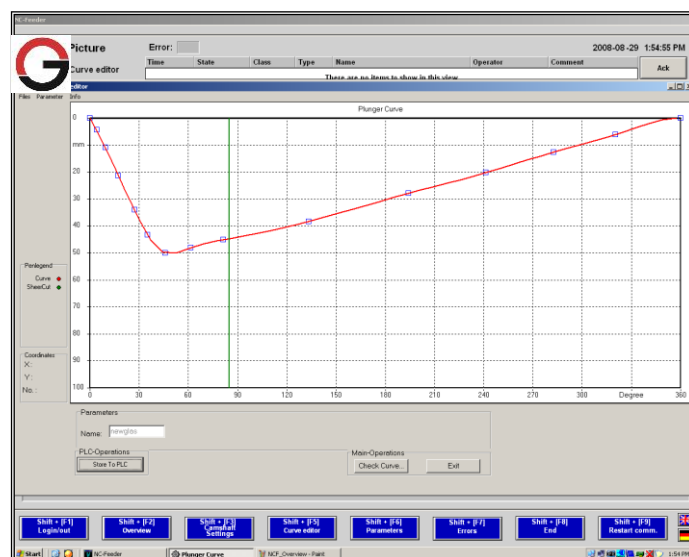 NC-Feeder
Picture
Error:
2008-08-29 1:54:55 PM
Curve editor
Time State Class Type Name Operator Comment
There are no items to show in this view
Ack
editor
Files Parameter Info
Plunger Curve
0
mm
20
30
40
50
60
70
80
90
100
0 30 60 90 120 150 180 210 240 270 300 Degree 360
Penlegend
Curve
SheerCut
Coordinates
X:
Y:
No.:
Parameters
Name: newglas
PLC-Operations
Store To PLC
Main-Operations
Check Curve...
Exit
Shift + [F1]
Login/out
Shift + [F2]
Overview
Shift + [F3]
Camshaft
Settings
Shift + [F5]
Curve editor
Shift + [F6]
Parameters
Shift + [F7]
Errors
Shift + [F8]
End
Shift + [F9]
Restart comm.
Start
NC-Feeder
Plunger Curve
NCF_Overview - Paint